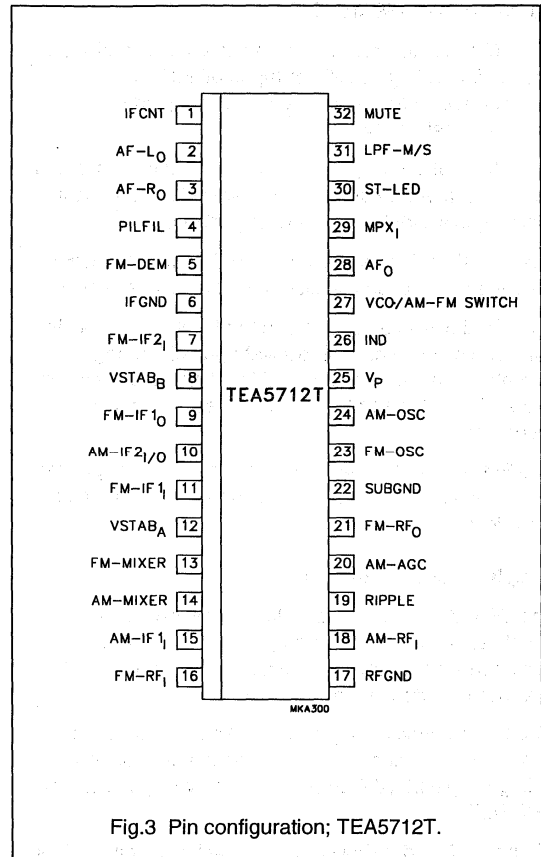 IFCNT 1 32 MUTE
AF-LO 2 31 LPF-M/S
AF-RO 3 30 ST-LED
PILFIL 4 29 MPXI
FM-DEM 5 28 AFO
IFGND 6 27 VCO/AM-FM SWITCH
FM-IF2I 7 26 IND
VSTABB 8 25 VP
TEA5712T
FM-IF1O 9 24 AM-OSC
AM-IF2I/O 10 23 FM-OSC
FM-IF1I 11 22 SUBGND
VSTABA 12 21 FM-RFO
FM-MIXER 13 20 AM-AGC
AM-MIXER 14 19 RIPPLE
AM-IF1I 15 18 AM-RFI
FM-RFI 16 17 RFGND
MKA300
Fig.3 Pin configuration; TEA5712T.